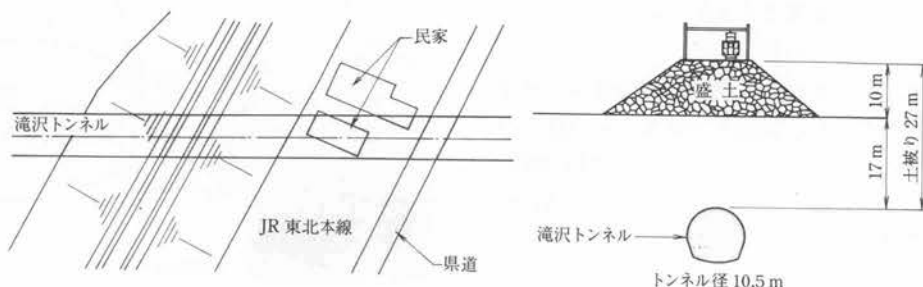 民家
滝沢トンネル
JR 東北本線
県道
盛土
10 m
17 m
土被り 27 m
滝沢トンネル
トンネル径 10.5 m